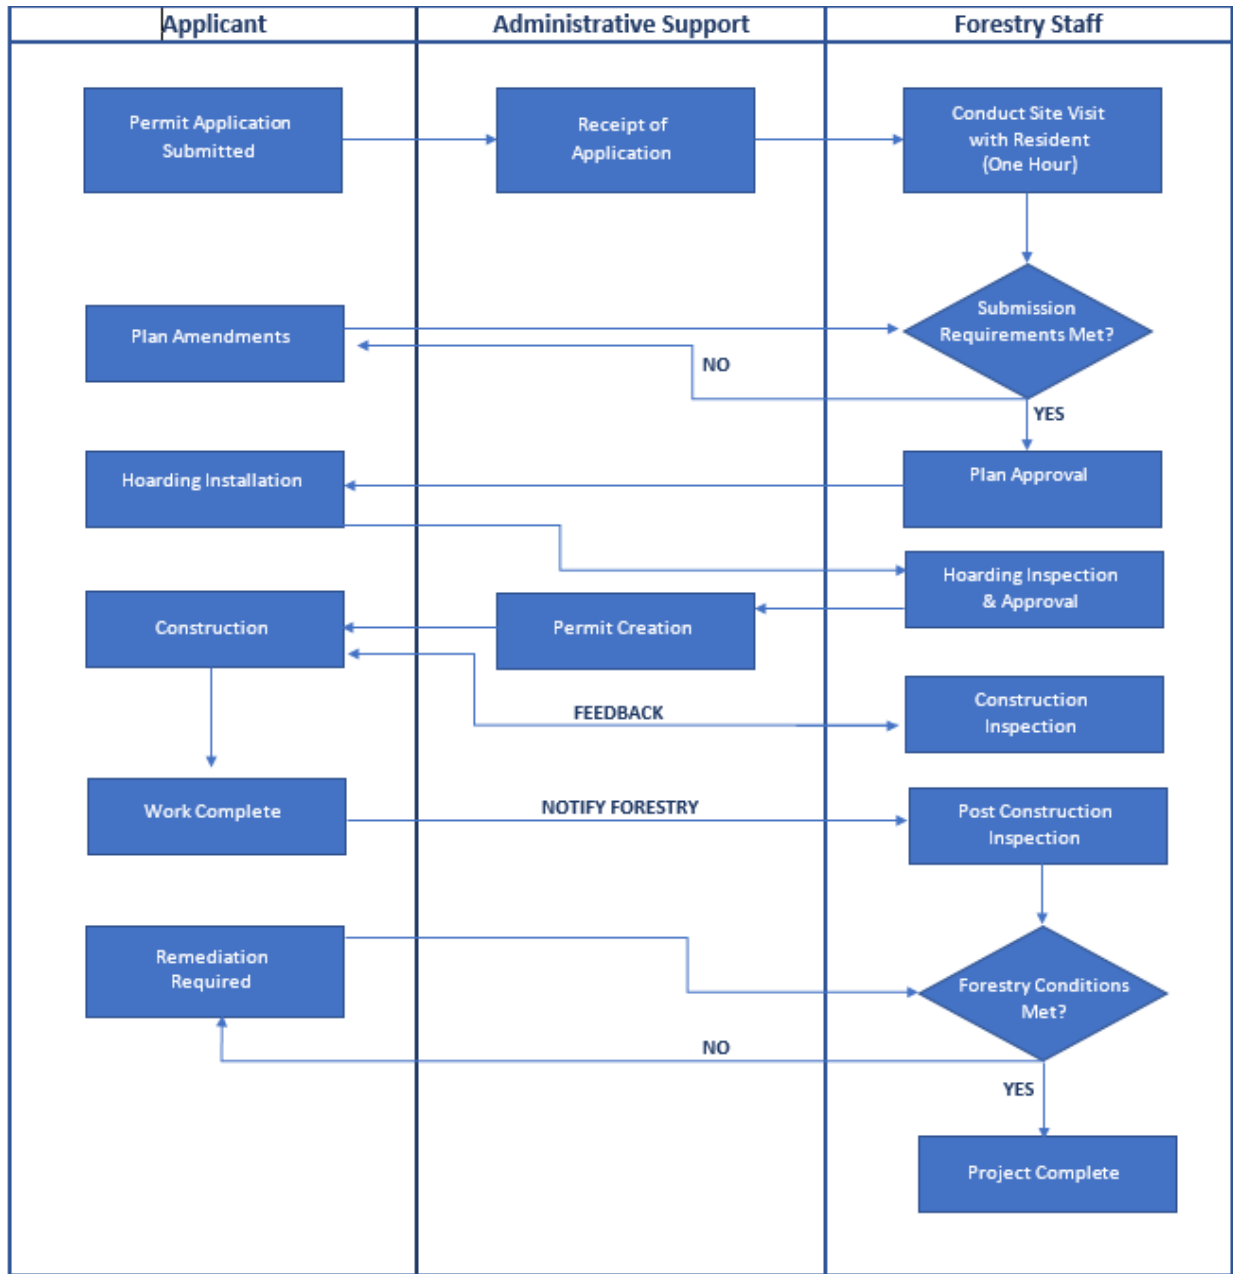 Applicant
Administrative Support
Forestry Staff
Permit Application
Submitted
Receipt of
Application
Conduct Site Visit
with Resident
(One Hour)
Plan Amendments
Submission
Requirements Met?
NO
YES
Hoarding Installation
Plan Approval
Hoarding Inspection
& Approval
Construction
Permit Creation
FEEDBACK
Construction
Inspection
Work Complete
NOTIFY FORESTRY
Post Construction
Inspection
Remediation
Required
Forestry Conditions
Met?
NO
YES
Project Complete